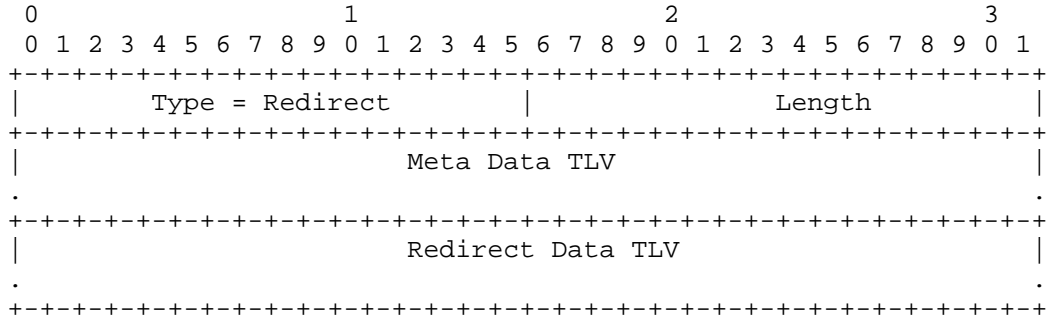 0                   1                   2                   3
 0 1 2 3 4 5 6 7 8 9 0 1 2 3 4 5 6 7 8 9 0 1 2 3 4 5 6 7 8 9 0 1
+-+-+-+-+-+-+-+-+-+-+-+-+-+-+-+-+-+-+-+-+-+-+-+-+-+-+-+-+-+-+-+-+
|        Type = Redirect        |               Length          |
+-+-+-+-+-+-+-+-+-+-+-+-+-+-+-+-+-+-+-+-+-+-+-+-+-+-+-+-+-+-+-+-+
|                        Meta Data TLV                          |
.                                                               .
+-+-+-+-+-+-+-+-+-+-+-+-+-+-+-+-+-+-+-+-+-+-+-+-+-+-+-+-+-+-+-+-+
|                        Redirect Data TLV                      |
.                                                               .
+-+-+-+-+-+-+-+-+-+-+-+-+-+-+-+-+-+-+-+-+-+-+-+-+-+-+-+-+-+-+-+-+